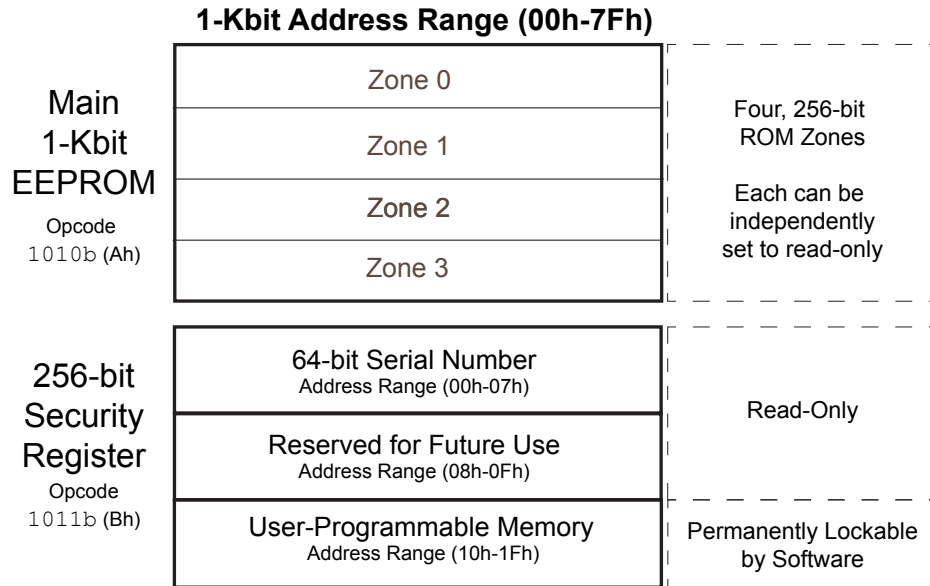 1-Kbit Address Range (00h-7Fh)
Main
1-Kbit
EEPROM
Opcode
1010b (Ah)
Zone 0
Zone 1
Zone 2
Zone 3
Four, 256-bit
ROM Zones
Each can be
independently
set to read-only
256-bit
Security
Register
Opcode
1011b (Bh)
64-bit Serial Number
Address Range (00h-07h)
Reserved for Future Use
Address Range (08h-0Fh)
User-Programmable Memory
Address Range (10h-1Fh)
Read-Only
Permanently Lockable
by Software